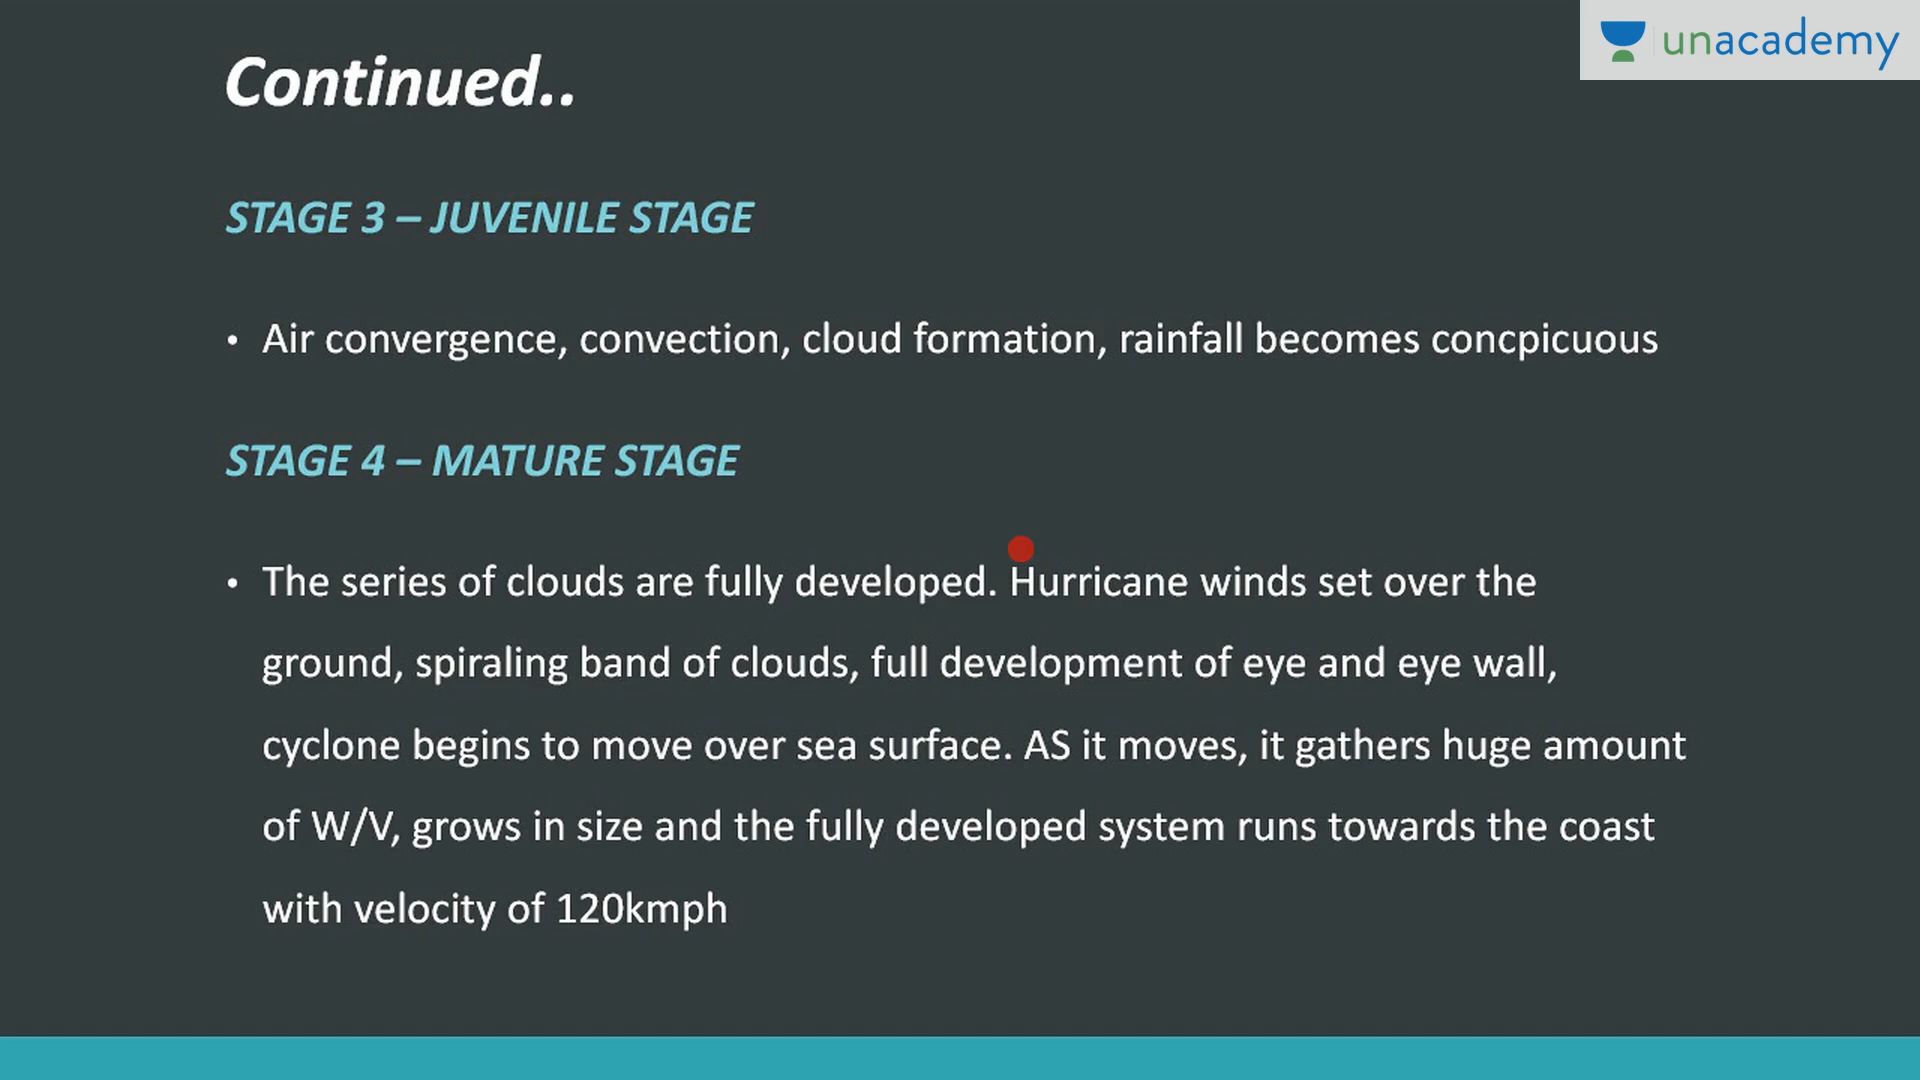 unacademy
Continued..
STAGE 3 – JUVENILE STAGE
• Air convergence, convection, cloud formation, rainfall becomes concpicuous
STAGE 4 – MATURE STAGE
• The series of clouds are fully developed. Hurricane winds set over the
ground, spiraling band of clouds, full development of eye and eye wall,
cyclone begins to move over sea surface. AS it moves, it gathers huge amount
of W/V, grows in size and the fully developed system runs towards the coast
with velocity of 120kmph